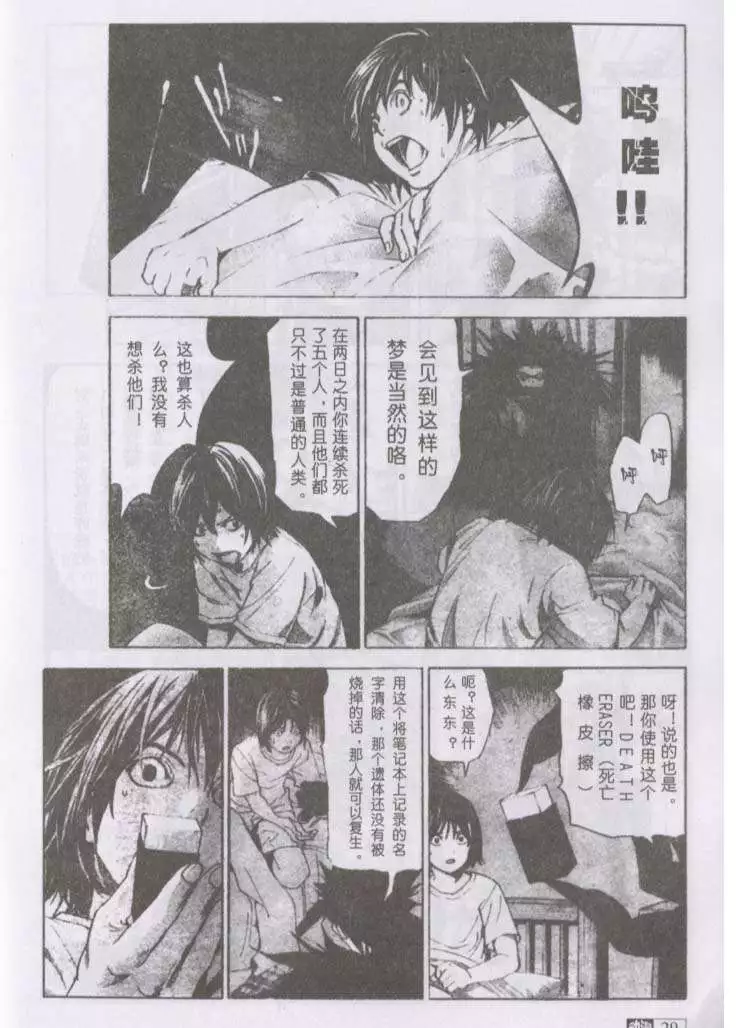 呜哇!!
会见到这样的
梦是当然的咯。
呀
呀
在两日之内你连续杀死
了五个人，而且他们都
只不过是普通的人类。
这也算杀人
么？我没有
想杀他们！
呀！说的也是。
那你使用这个
吧！DEATH
ERASER（死亡
橡皮擦）
呃？这是什
么东东？
用这个将笔记本上记录的名
字清除，那个遗体还没有被
烧掉的话，那人就可以复生。
29